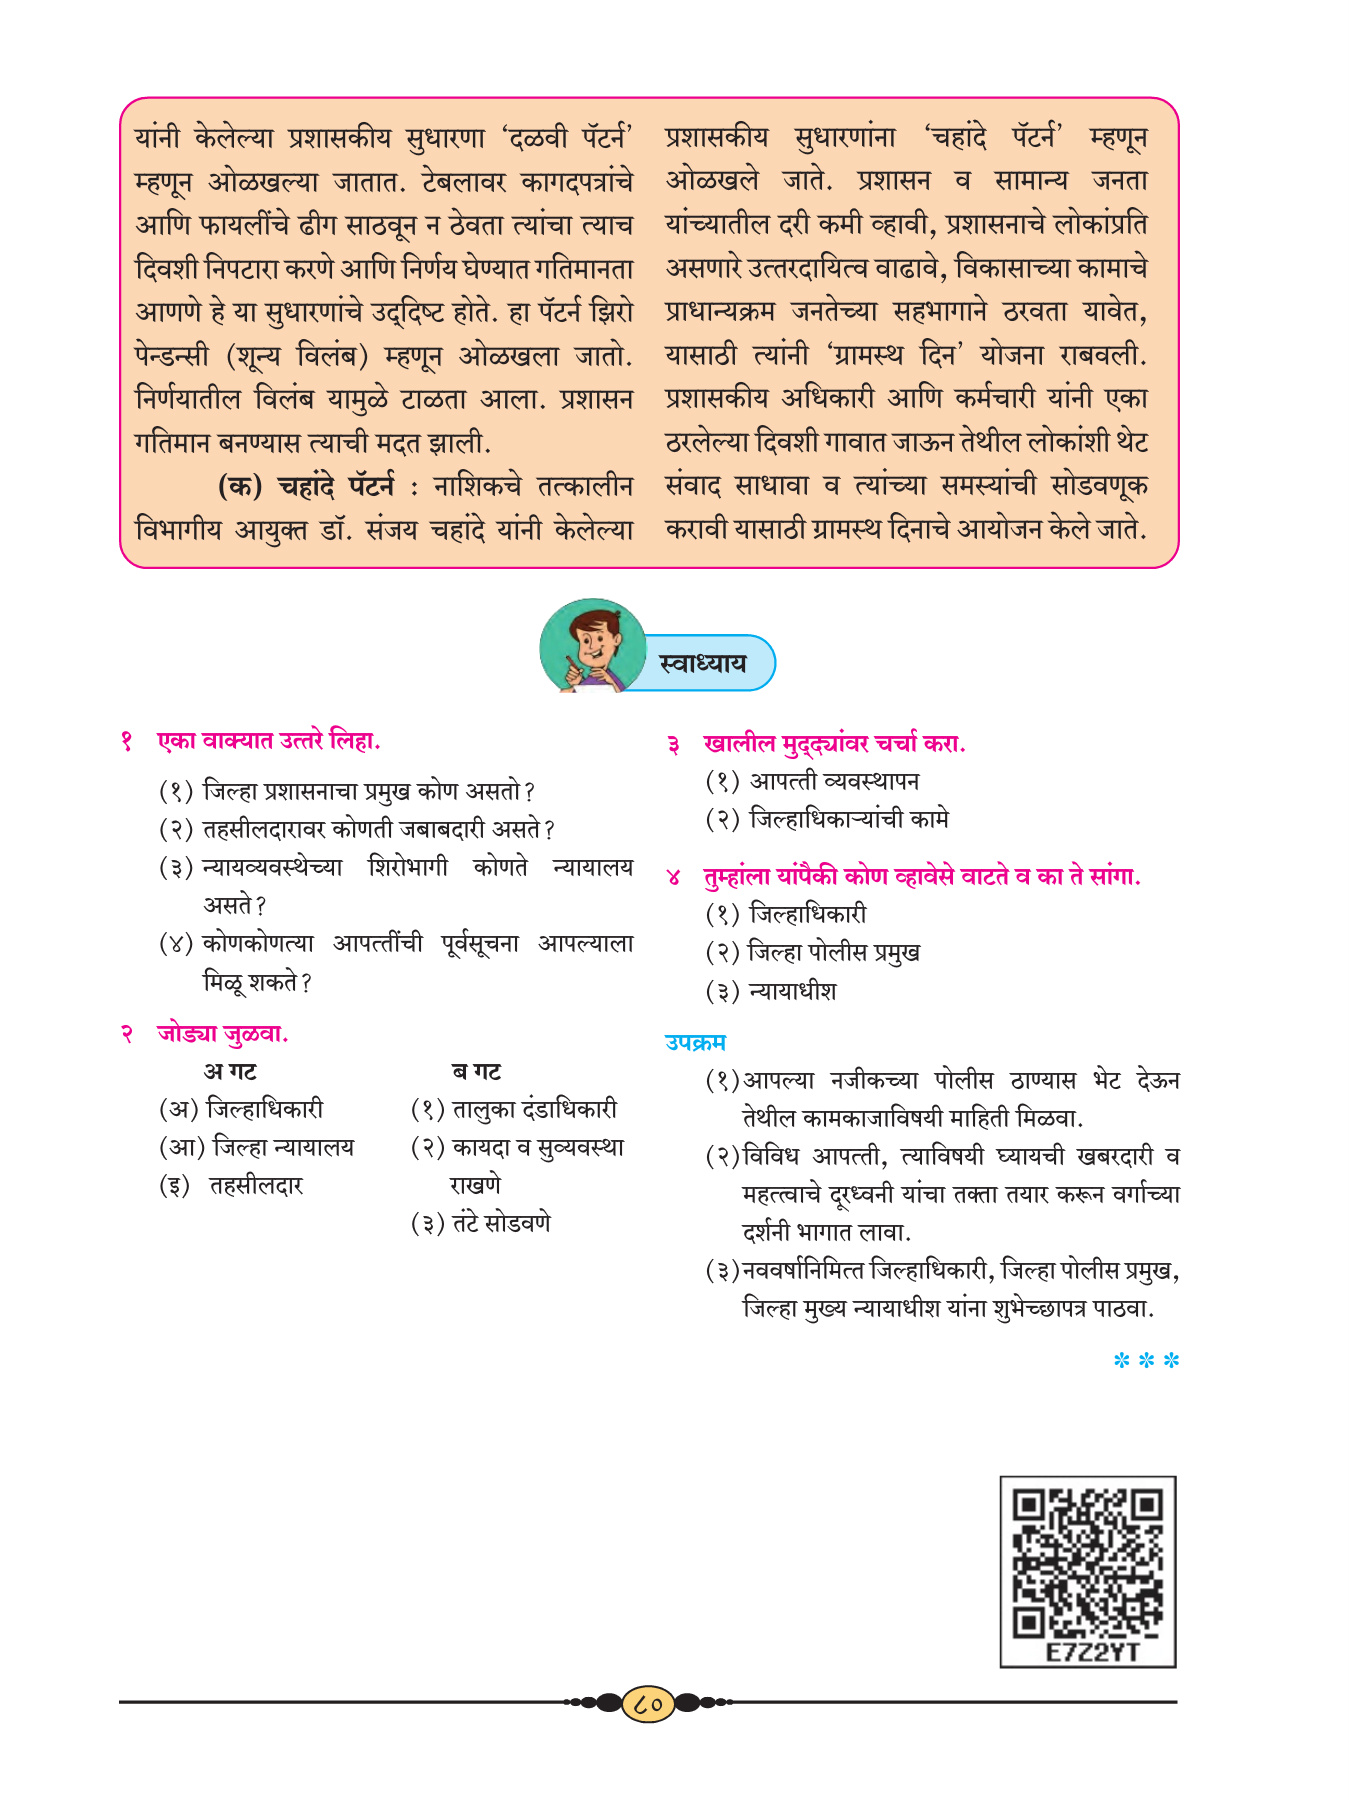 यांनी केलेल्या प्रशासकीय सुधारणा ‘दळवी पॅटर्न’
म्हणून ओळखल्या जातात. टेबलावर कागदपत्रांचे
आणि फायलींचे ढीग साठवून न ठेवता त्यांचा त्याच
दिवशी निपटारा करणे आणि निर्णय घेण्यात गतिमानता
आणणे हे या सुधारणांचे उद्‌दिष्ट होते. हा पॅटर्न झिरो
पेन्डन्सी (शून्य विलंब) म्हणून ओळखला जातो.
निर्णयातील विलंब यामुळे टाळता आला. प्रशासन
गतिमान बनण्यास त्याची मदत झाली.
(क) चहांदे पॅटर्न : नाशिकचे तत्कालीन
विभागीय आयुक्त डॉ. संजय चहांदे यांनी केलेल्या
प्रशासकीय सुधारणांना ‘चहांदे पॅटर्न’ म्हणून
ओळखले जाते. प्रशासन व सामान्य जनता
यांच्यातील दरी कमी व्हावी, प्रशासनाचे लोकांप्रति
असणारे उत्तरदायित्व वाढावे, विकासाच्या कामाचे
प्राधान्यक्रम जनतेच्या सहभागाने ठरवता यावेत,
यासाठी त्यांनी ‘ग्रामस्थ दिन’ योजना राबवली.
प्रशासकीय अधिकारी आणि कर्मचारी यांनी एका
ठरलेल्या दिवशी गावात जाऊन तेथील लोकांशी थेट
संवाद साधावा व त्यांच्या समस्यांची सोडवणूक
करावी यासाठी ग्रामस्थ दिनाचे आयोजन केले जाते.
स्वाध्याय
१ एका वाक्यात उत्तरे लिहा.
(१) जिल्हा प्रशासनाचा प्रमुख कोण असतो?
(२) तहसीलदारावर कोणती जबाबदारी असते?
(३) न्यायव्यवस्थेच्या शिरोभागी कोणते न्यायालय
असते?
(४) कोणकोणत्या आपत्तींची पूर्वसूचना आपल्याला
मिळू शकते?
२ जोड्या जुळवा.
अ गट ब गट
(अ) जिल्हाधिकारी (१) तालुका दंडाधिकारी
(आ) जिल्हा न्यायालय (२) कायदा व सुव्यवस्था
(इ) तहसीलदार राखणे
(३) तंटे सोडवणे
३ खालील मुद्‌द्यांवर चर्चा करा.
(१) आपत्ती व्यवस्थापन
(२) जिल्हाधिकाऱ्यांची कामे
४ तुम्हांला यांपैकी कोण व्हावेसे वाटते व का ते सांगा.
(१) जिल्हाधिकारी
(२) जिल्हा पोलीस प्रमुख
(३) न्यायाधीश
उपक्रम
(१) आपल्या नजीकच्या पोलीस ठाण्यास भेट देऊन
तेथील कामकाजाविषयी माहिती मिळवा.
(२) विविध आपत्ती, त्याविषयी घ्यायची खबरदारी व
महत्त्वाचे दूरध्वनी यांचा तक्ता तयार करून वर्गाच्या
दर्शनी भागात लावा.
(३) नववर्षानिमित्त जिल्हाधिकारी, जिल्हा पोलीस प्रमुख,
जिल्हा मुख्य न्यायाधीश यांना शुभेच्छापत्र पाठवा.
* * *
E7Z2YT
८०